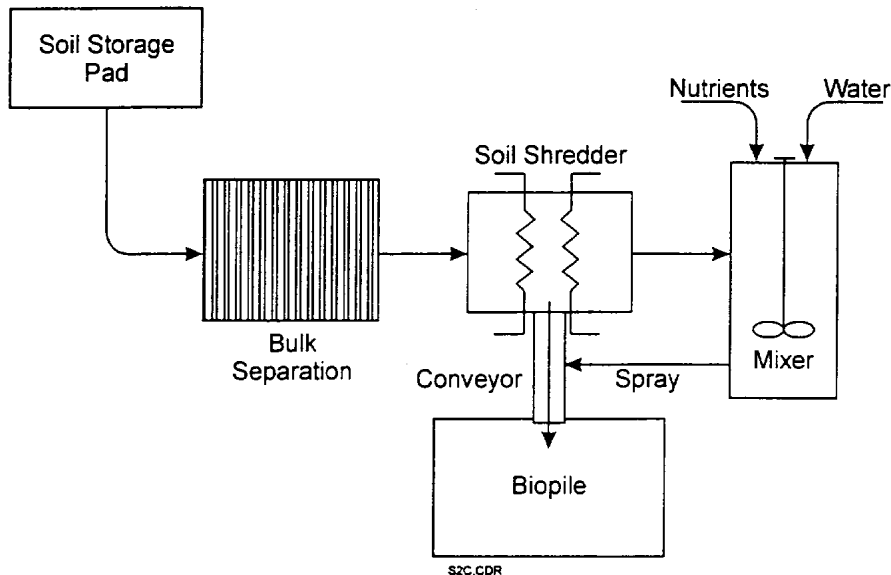 Soil Storage
Pad
Nutrients
Water
Soil Shredder
Bulk
Separation
Conveyor
Spray
Mixer
Biopile
S2C.CDR